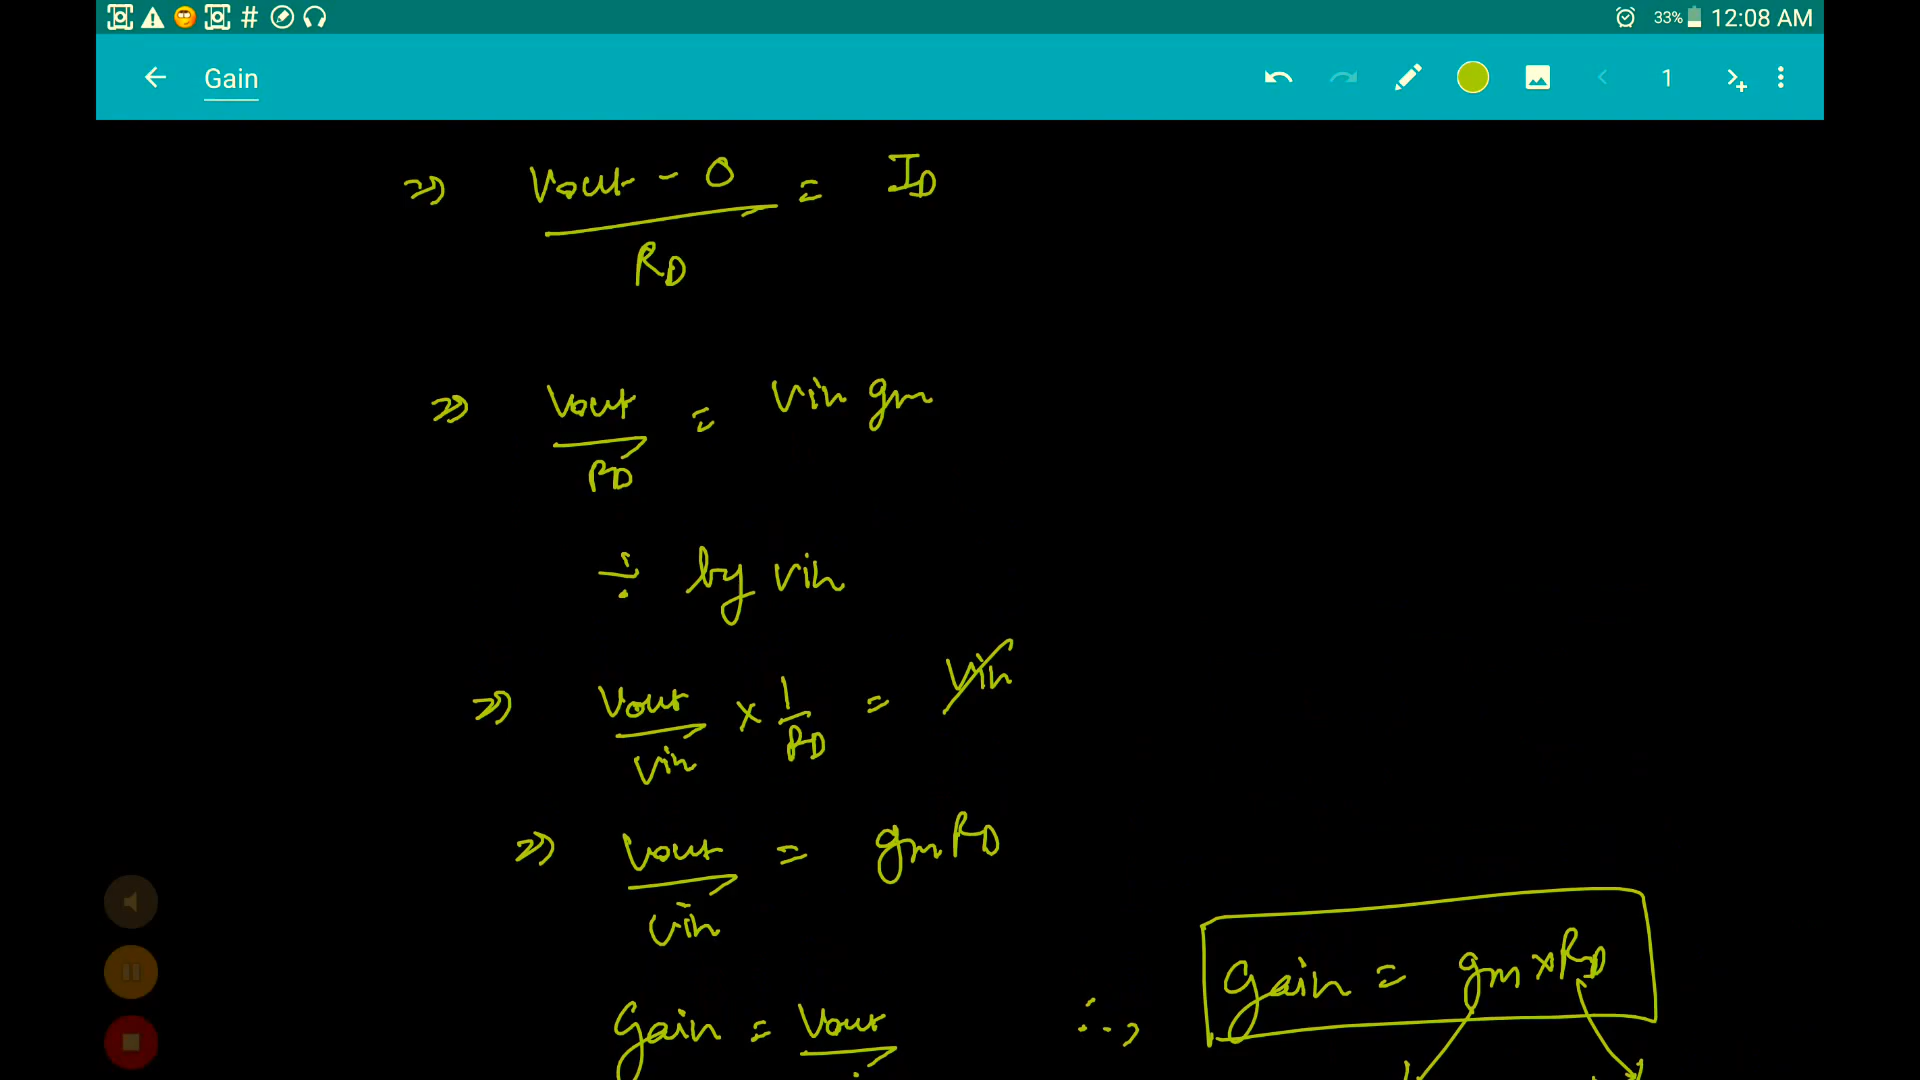 # 33% 12:08 AM
← Gain 1
⇒ Vout - 0 / RD = ID
⇒ Vout / RD = Vin gm
÷ by Vin
⇒ Vout / Vin × 1 / RD = Vin
⇒ Vout / Vin = gm RD
Gain = gm × RD
Gain = Vout ∴,